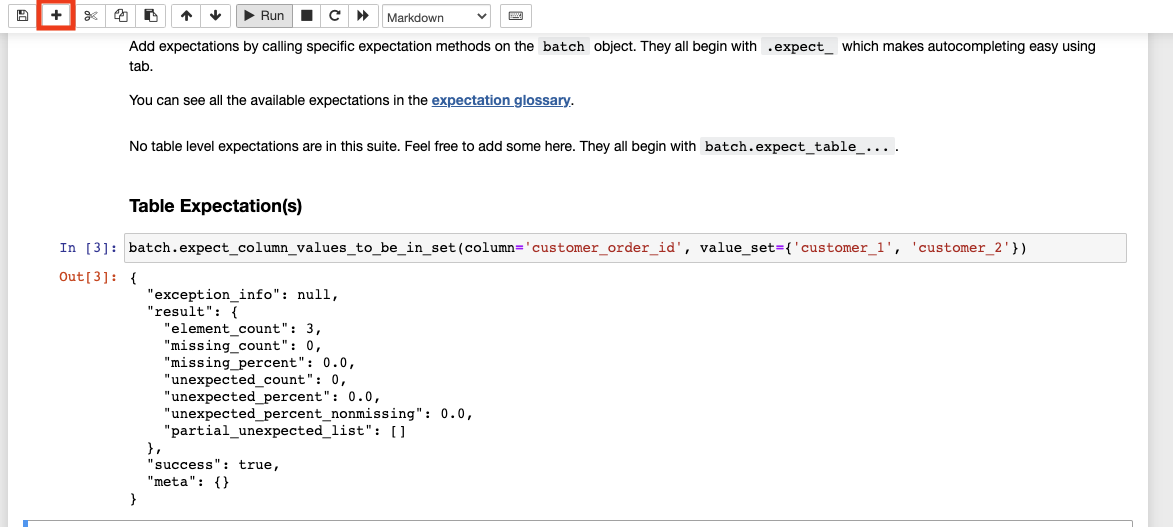 Run
Markdown
Add expectations by calling specific expectation methods on the batch object. They all begin with .expect_ which makes autocompleting easy using
tab.
You can see all the available expectations in the expectation glossary.
No table level expectations are in this suite. Feel free to add some here. They all begin with batch.expect_table_... .
Table Expectation(s)
In [3]: batch.expect_column_values_to_be_in_set(column='customer_order_id', value_set={'customer_1', 'customer_2'})
Out[3]: {
"exception_info": null,
"result": {
"element_count": 3,
"missing_count": 0,
"missing_percent": 0.0,
"unexpected_count": 0,
"unexpected_percent": 0.0,
"unexpected_percent_nonmissing": 0.0,
"partial_unexpected_list": []
},
"success": true,
"meta": {}
}